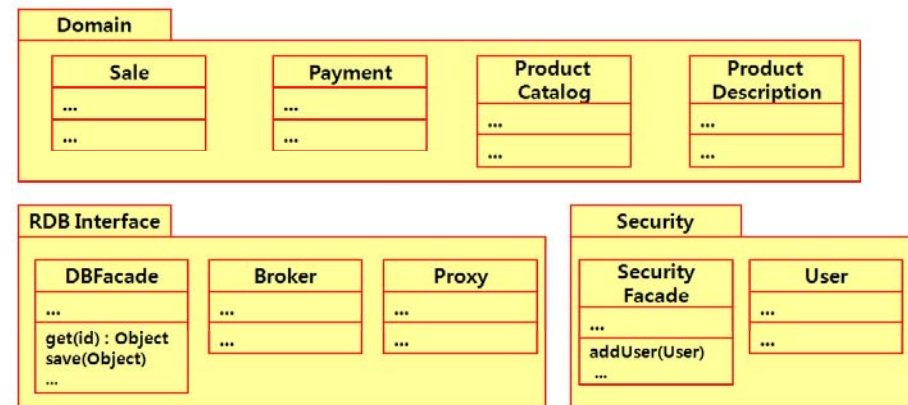 Domain
Sale
...
...
Payment
...
...
Product
Catalog
...
...
Product
Description
...
...
RDB Interface
DBFacade
...
get(id) : Object
save(Object)
...
Broker
...
...
Proxy
...
...
Security
Security
Facade
...
addUser(User)
...
User
...
...